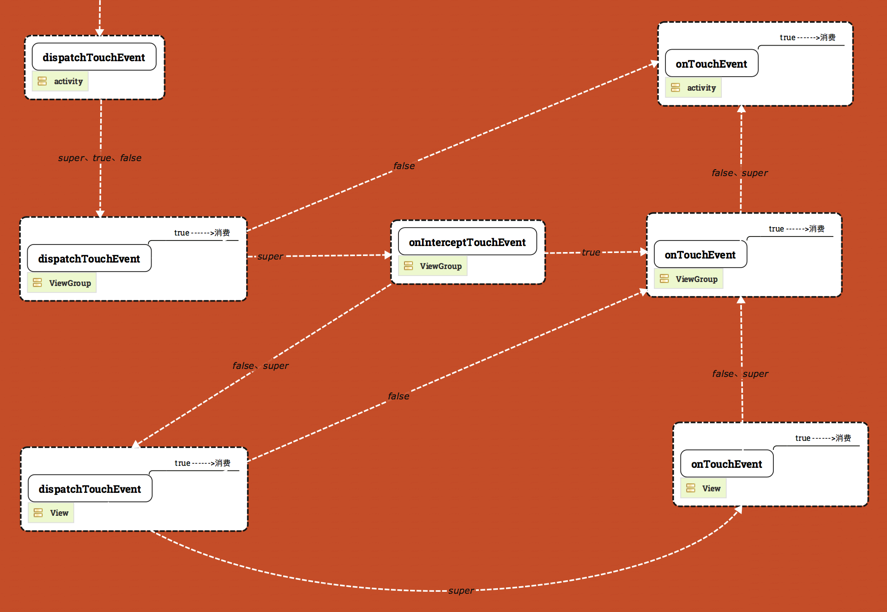 dispatchTouchEvent
activity
true ------>消费
onTouchEvent
activity
super、true、false
false
false、super
true ------>消费
dispatchTouchEvent
ViewGroup
super
onInterceptTouchEvent
ViewGroup
true
true ------>消费
onTouchEvent
ViewGroup
false、super
false
false、super
true ------>消费
dispatchTouchEvent
View
true ------>消费
onTouchEvent
View
super